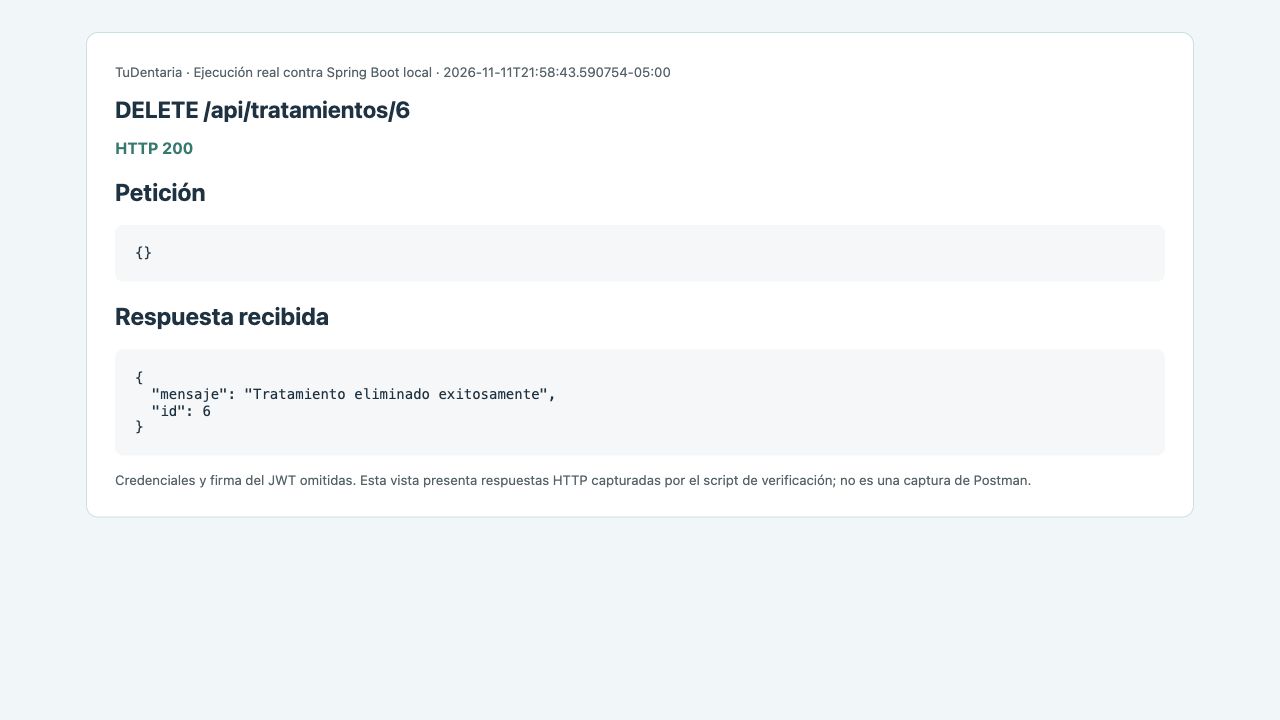 TuDentaria · Ejecución real contra Spring Boot local · 2026-11-11T21:58:43.590754-05:00
DELETE /api/tratamientos/6
HTTP 200
Petición
{}
Respuesta recibida
{
  "mensaje": "Tratamiento eliminado exitosamente",
  "id": 6
}
Credenciales y firma del JWT omitidas. Esta vista presenta respuestas HTTP capturadas por el script de verificación; no es una captura de Postman.